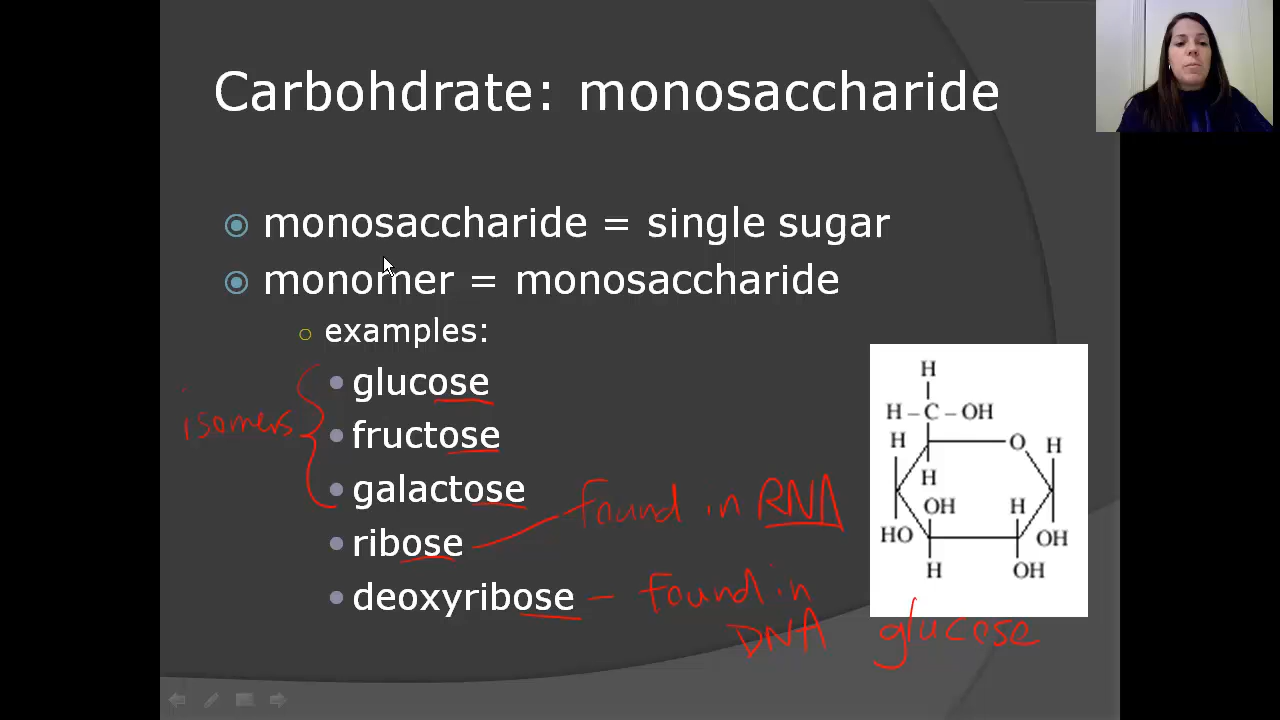 Carbohdrate: monosaccharide
monosaccharide = single sugar
monomer = monosaccharide
examples:
glucose
fructose
galactose
isomers
ribose
found in RNA
deoxyribose
found in
DNA
H
H-C-OH
H O H
H
OH H
HO OH
H OH
glucose